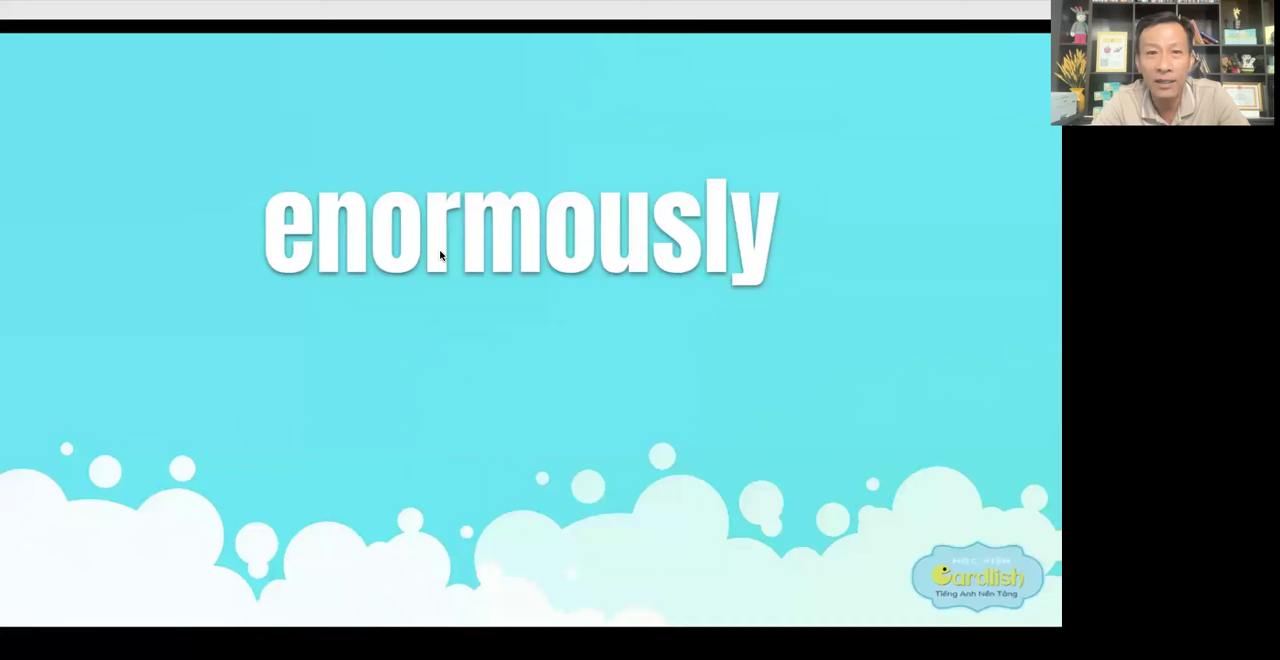 enormously
HỌC VIỆN
Cardlish
Tiếng Anh Nền Tảng